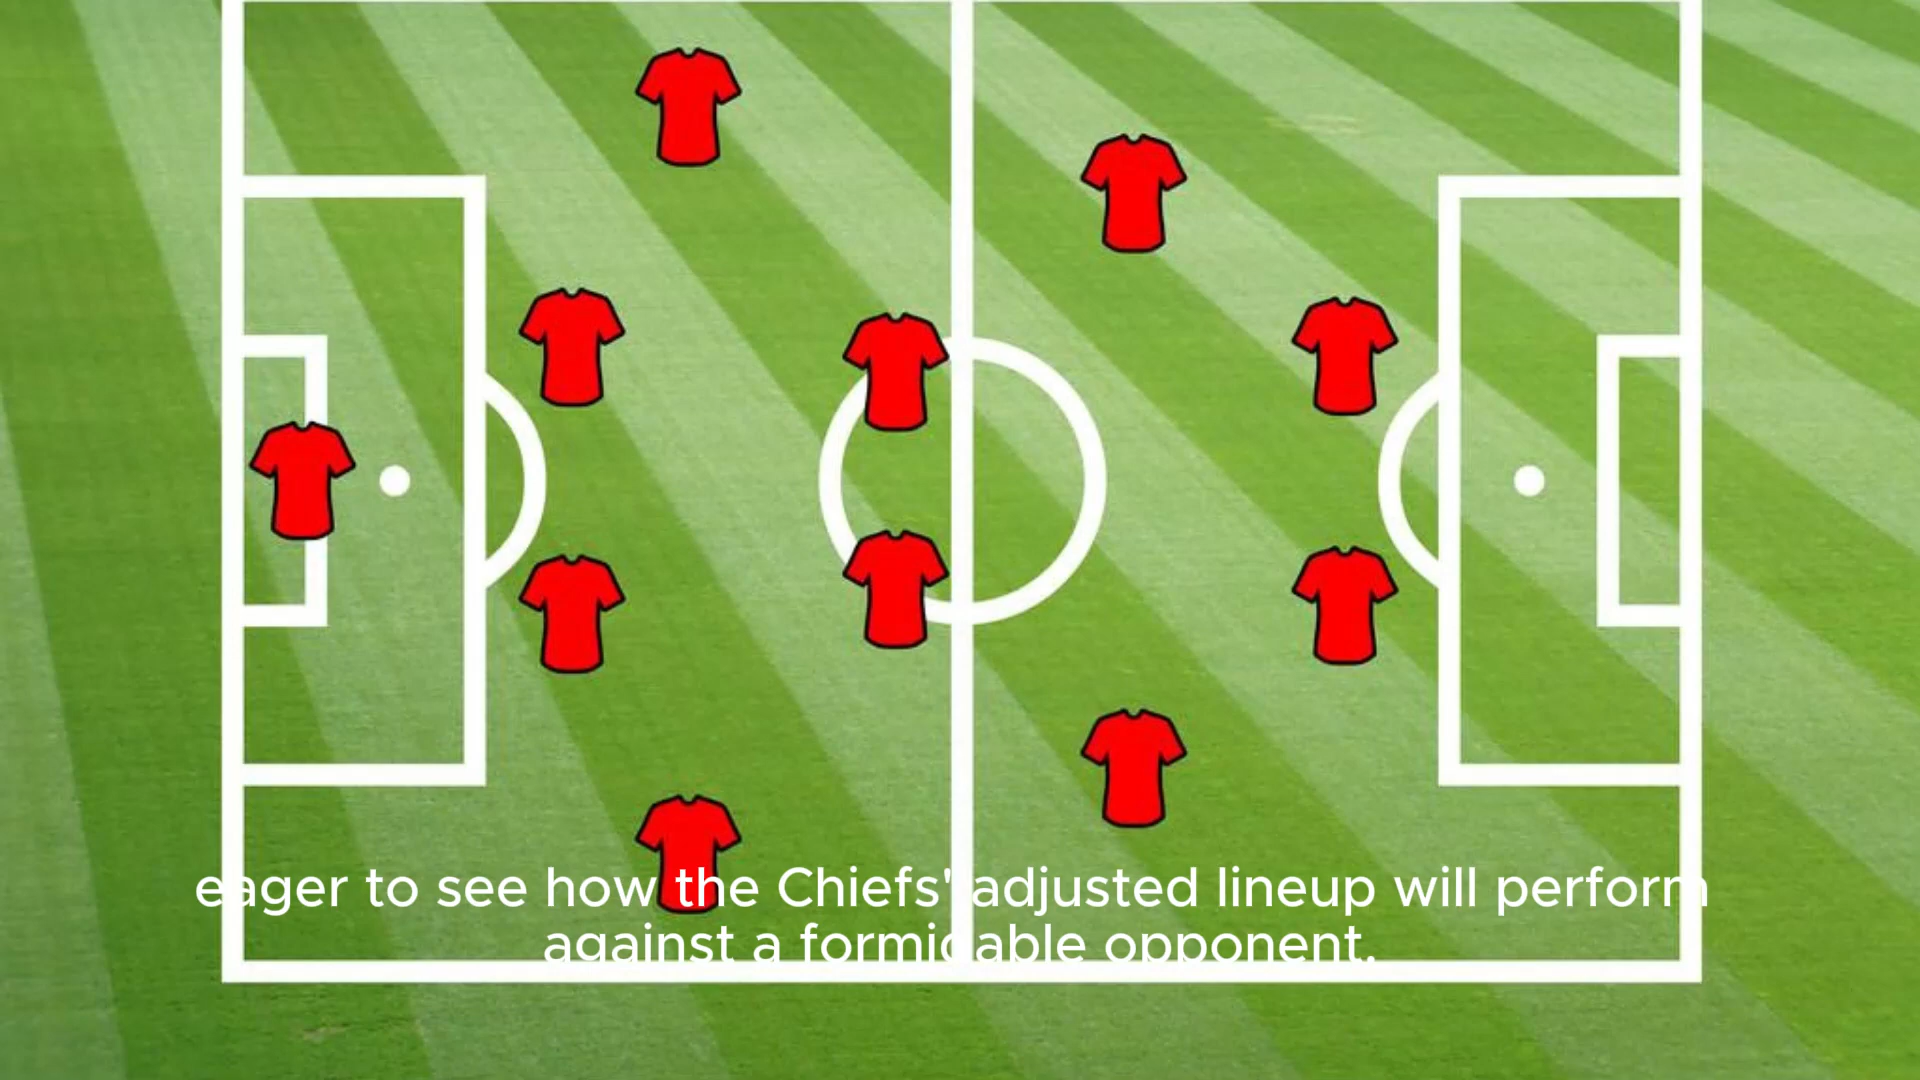 eager to see how the Chiefs' adjusted lineup will perform
against a formidable opponent.